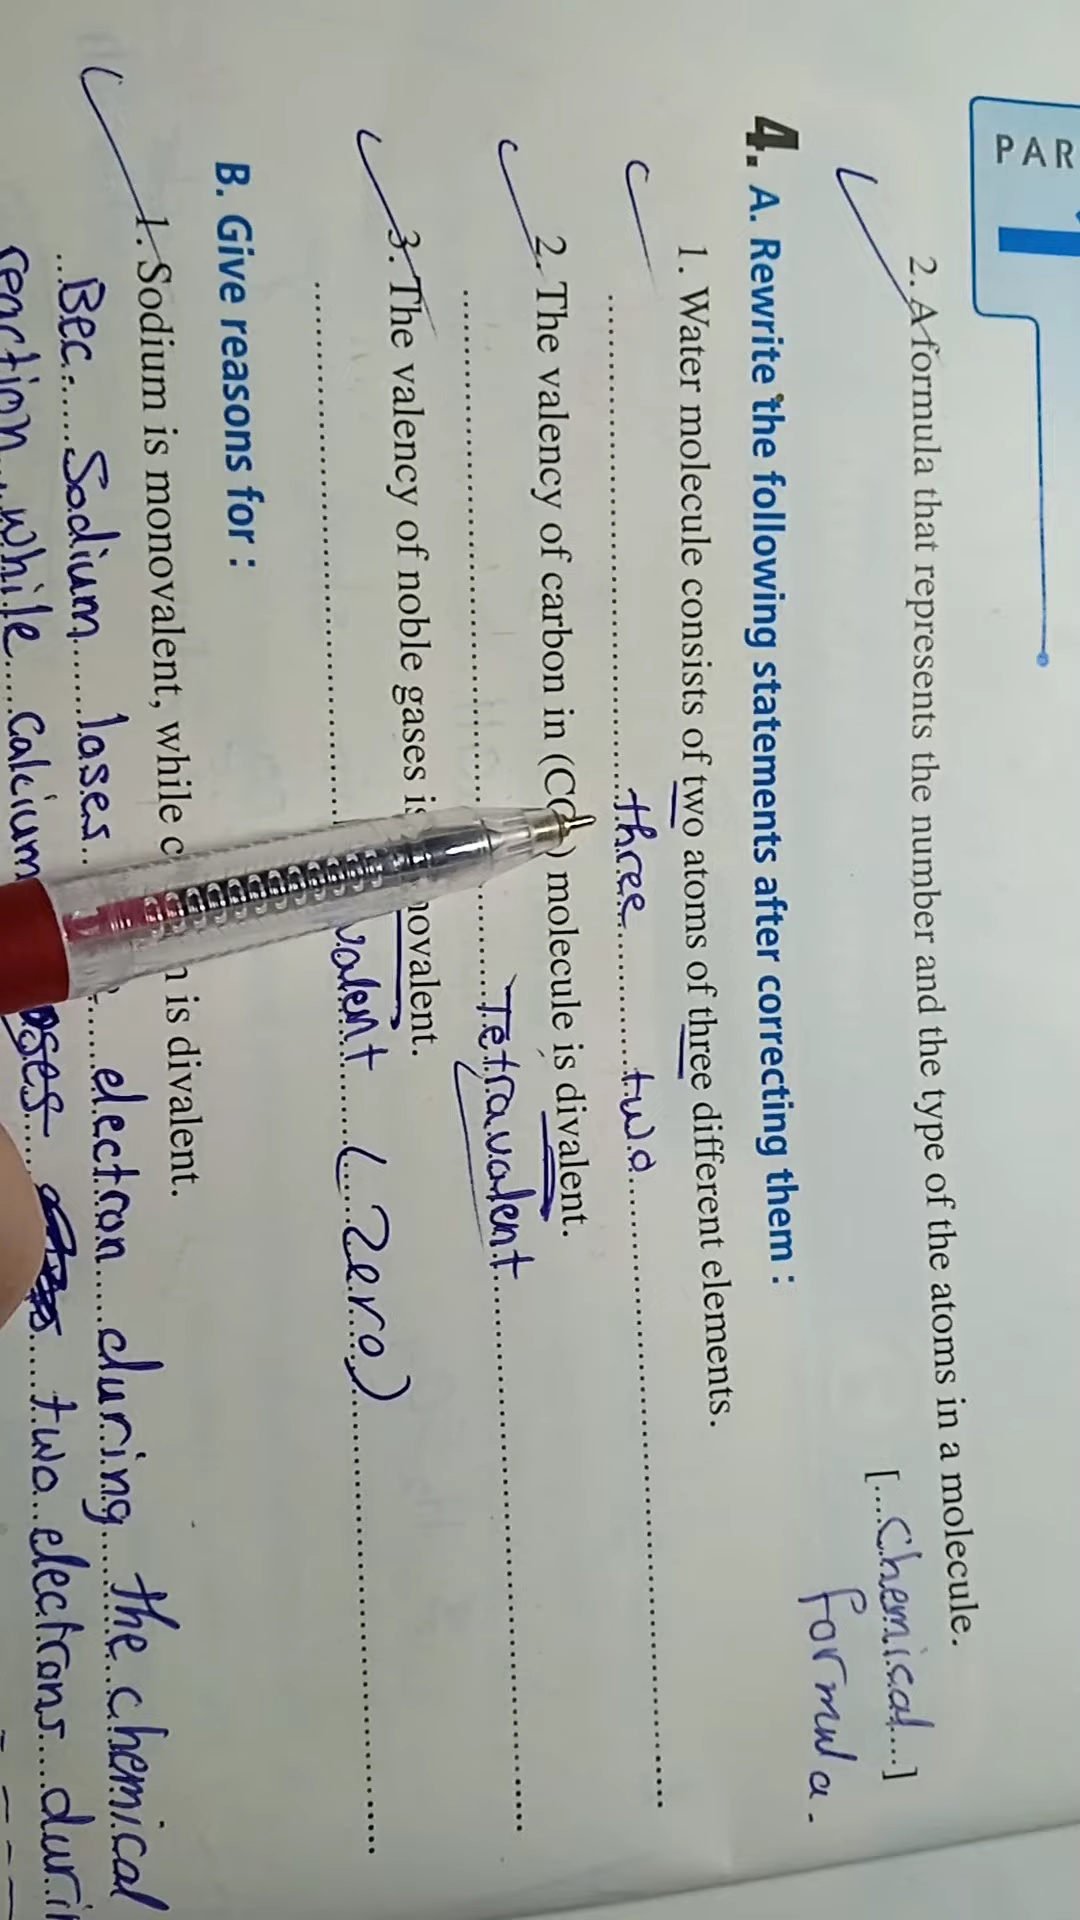 PAR
2. A formula that represents the number and the type of the atoms in a molecule.
[...Chemical...]
formula.
4. A. Rewrite the following statements after correcting them :
1. Water molecule consists of two atoms of three different elements.
three two
2. The valency of carbon in ( molecule is divalent.
Tetravalent
3. The valency of noble gases
valent (zero)
B. Give reasons for :
1. Sodium is monovalent, while is divalent.
Bec. Sodium loses electron during the chemical
reaction while calcium two electrons